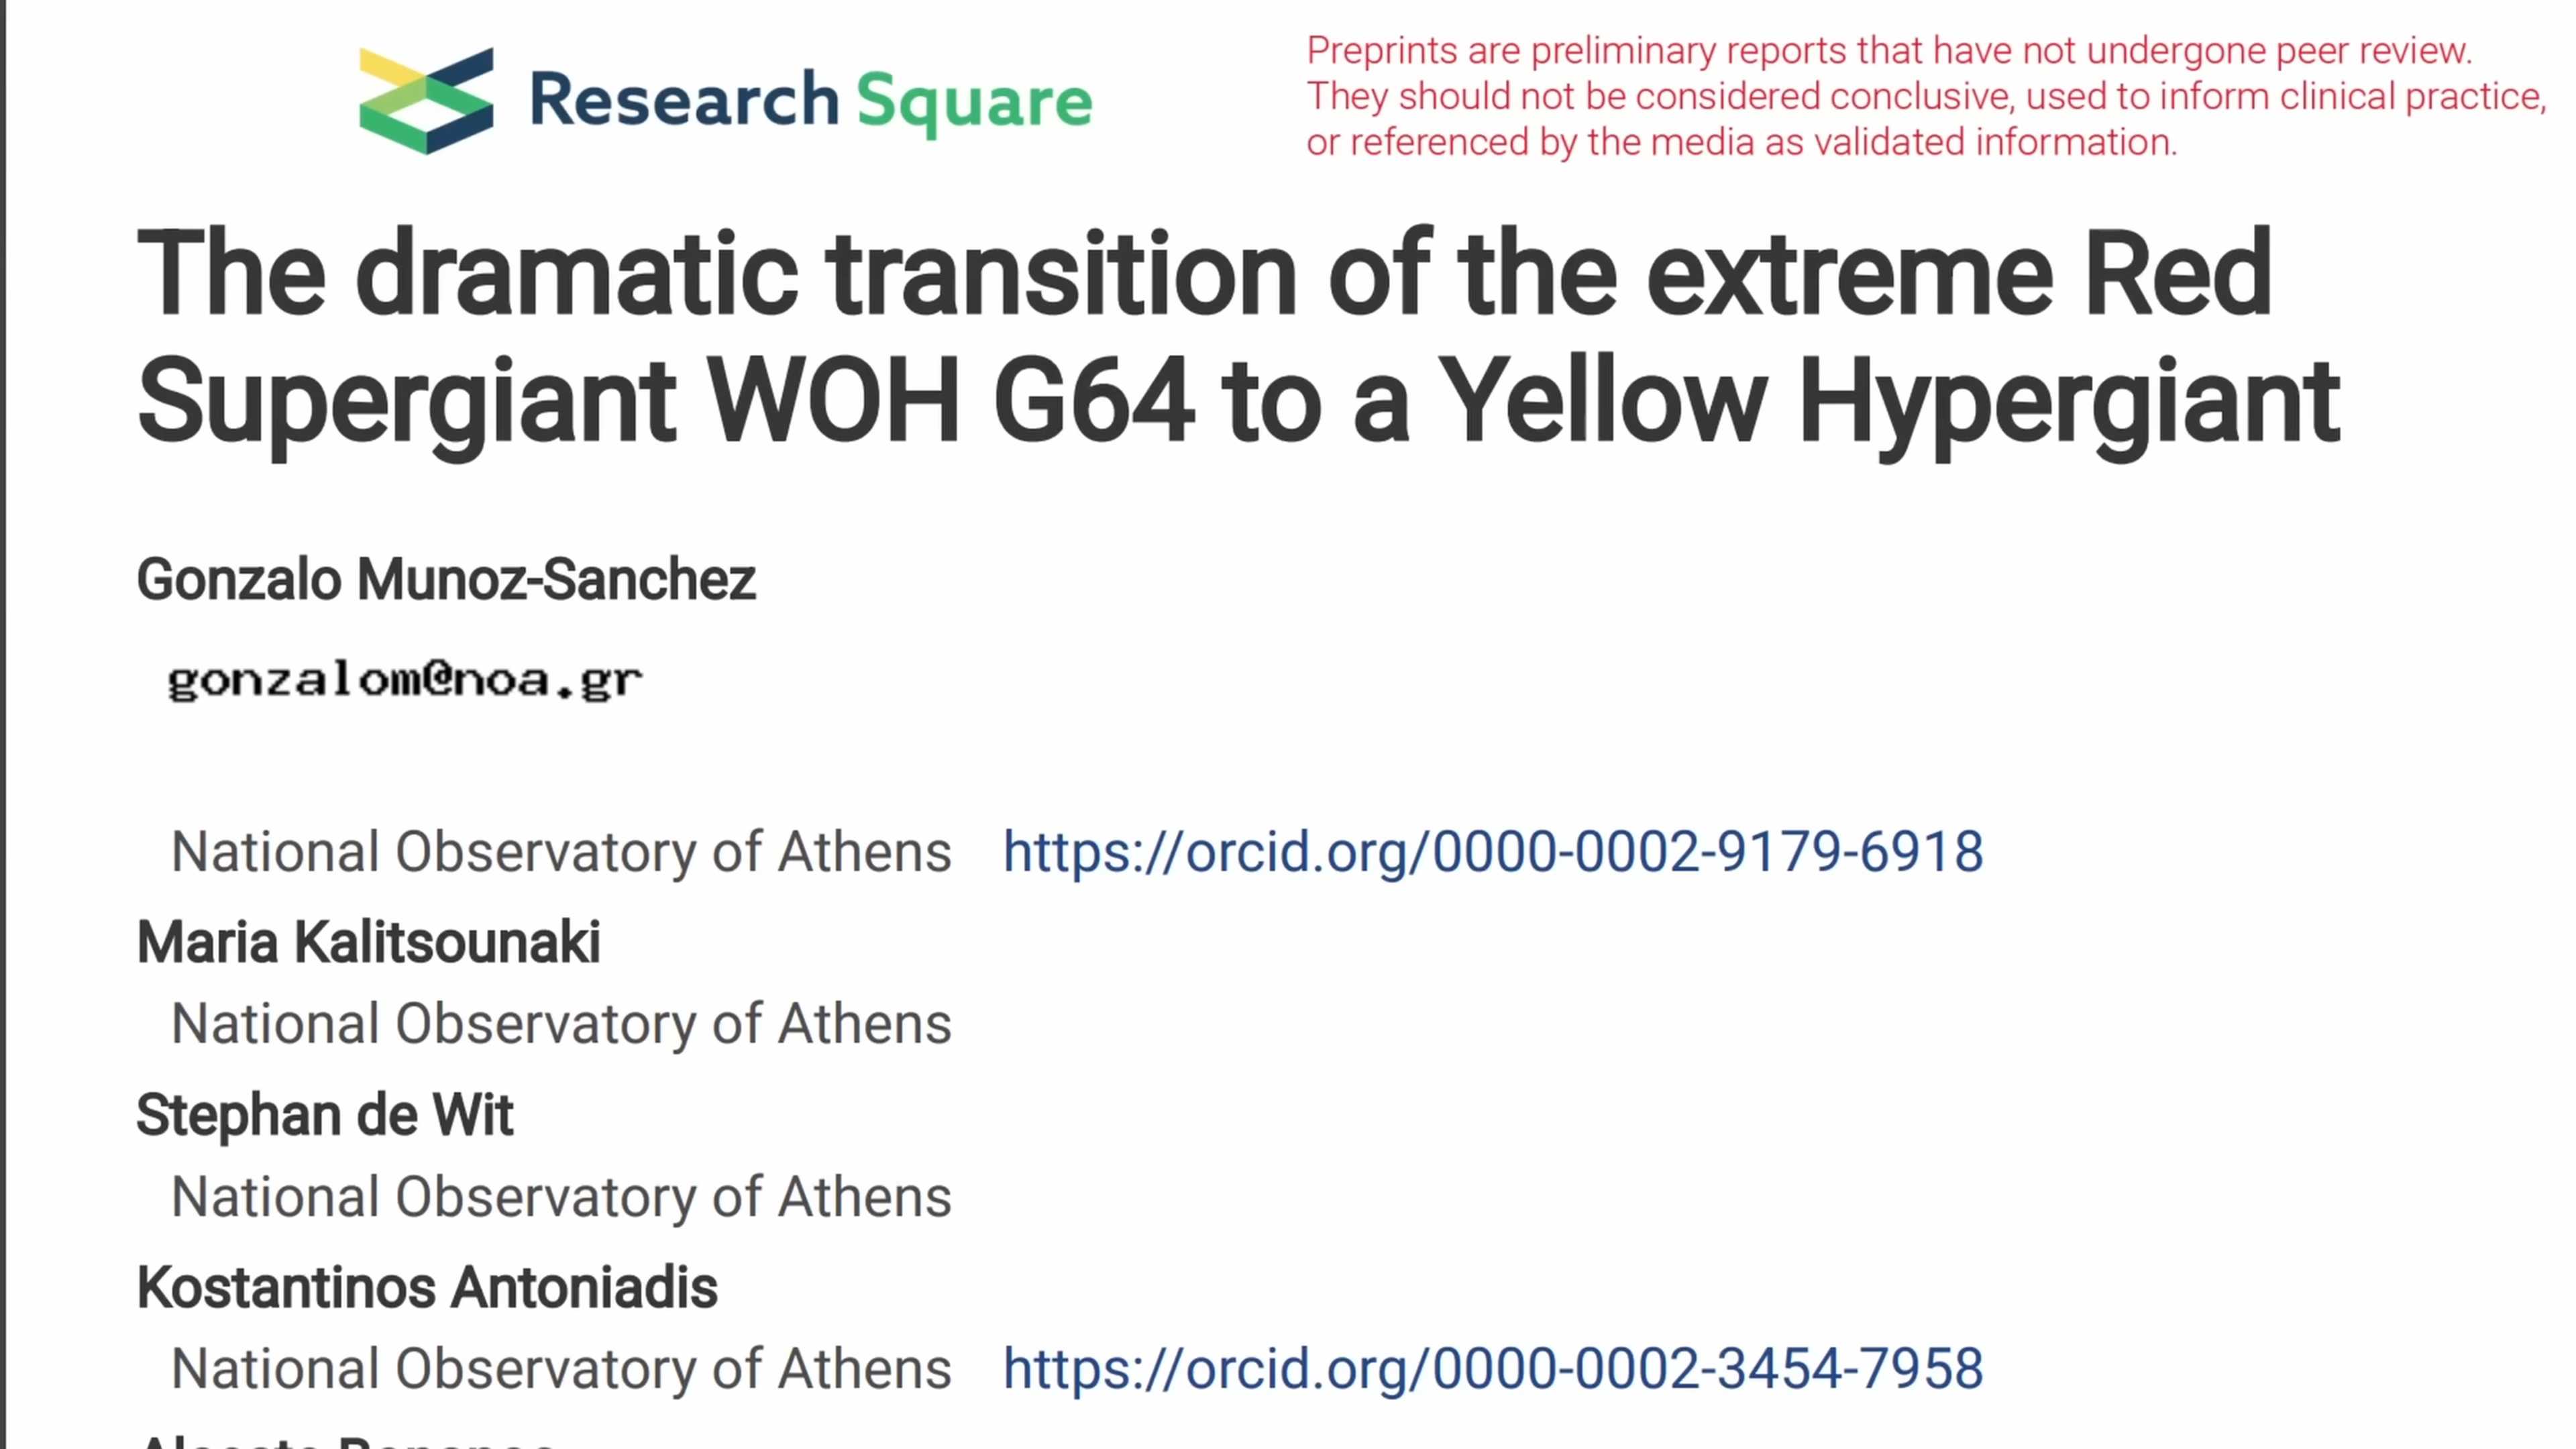 Research Square
Preprints are preliminary reports that have not undergone peer review.
They should not be considered conclusive, used to inform clinical practice,
or referenced by the media as validated information.
The dramatic transition of the extreme Red
Supergiant WOH G64 to a Yellow Hypergiant
Gonzalo Munoz-Sanchez
gonzalom@noa.gr
National Observatory of Athens https://orcid.org/0000-0002-9179-6918
Maria Kalitsounaki
National Observatory of Athens
Stephan de Wit
National Observatory of Athens
Kostantinos Antoniadis
National Observatory of Athens https://orcid.org/0000-0002-3454-7958